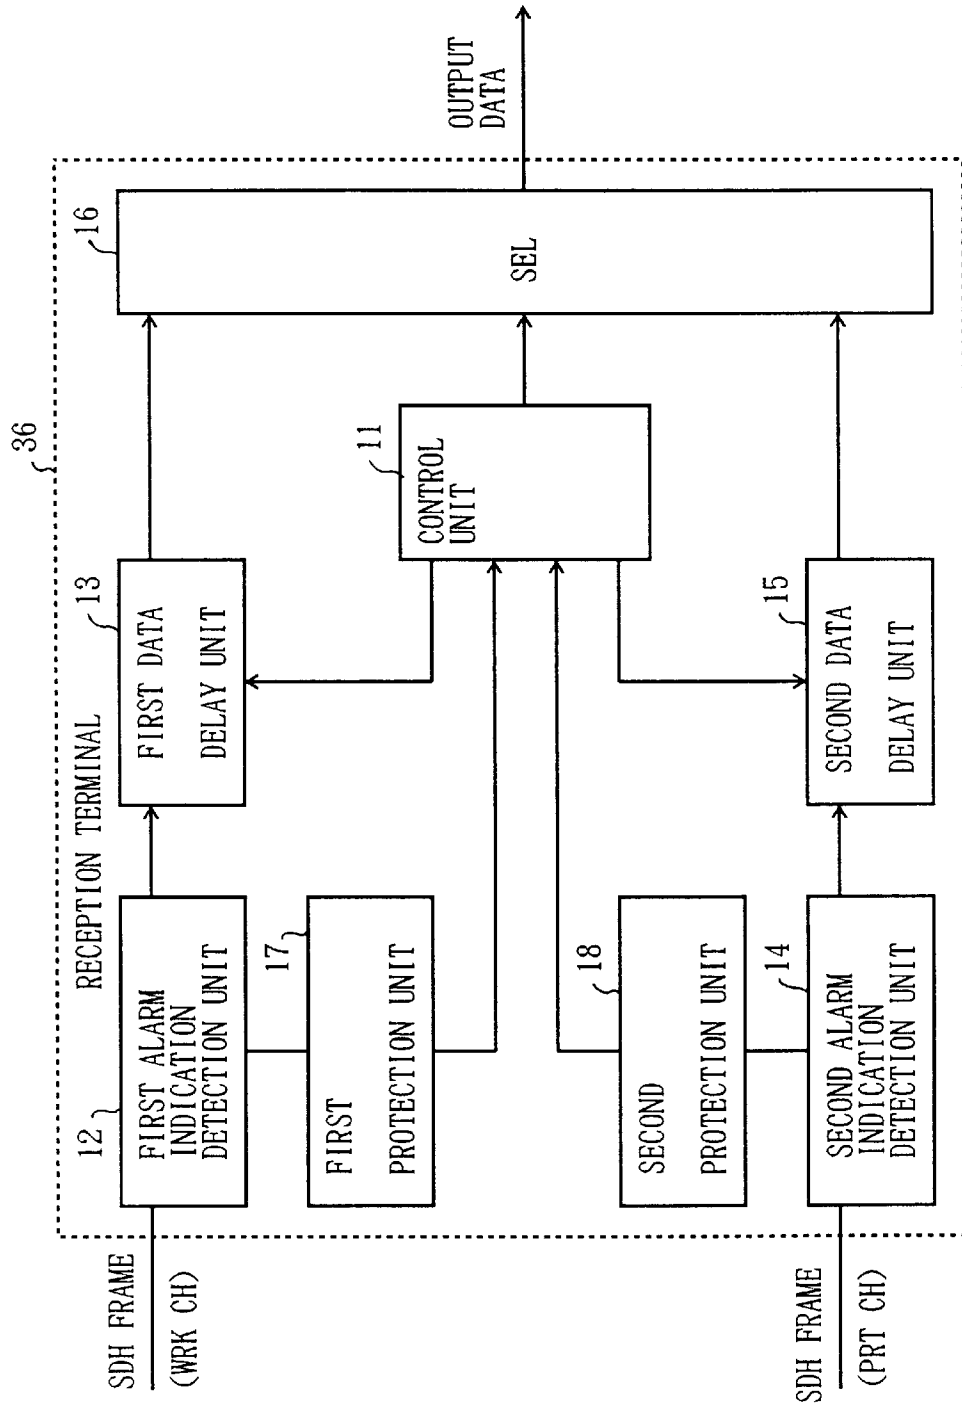 36
RECEPTION TERMINAL
SDH FRAME
(WRK CH)
12
FIRST ALARM
INDICATION
DETECTION UNIT
13
FIRST DATA
DELAY UNIT
16
SEL
OUTPUT
DATA
17
FIRST
PROTECTION UNIT
11
CONTROL
UNIT
18
SECOND
PROTECTION UNIT
SDH FRAME
(PRT CH)
14
SECOND ALARM
INDICATION
DETECTION UNIT
15
SECOND DATA
DELAY UNIT